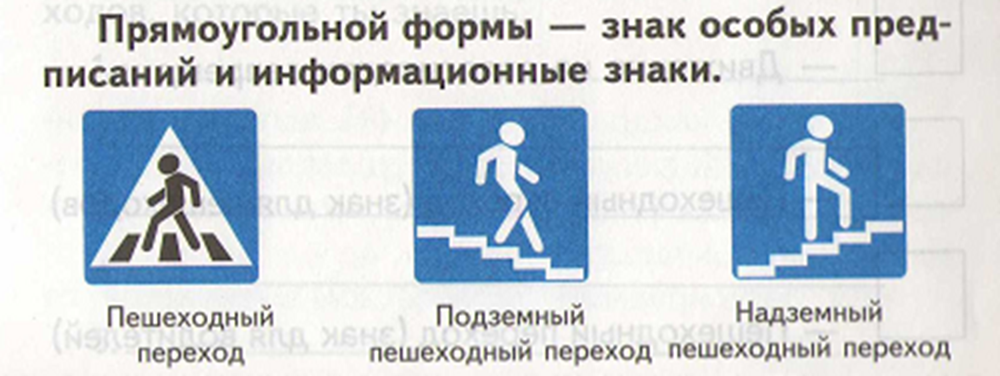 Прямоугольной формы — знак особых пред-
писаний и информационные знаки.
Пешеходный
переход
Подземный
пешеходный переход
Надземный
пешеходный переход